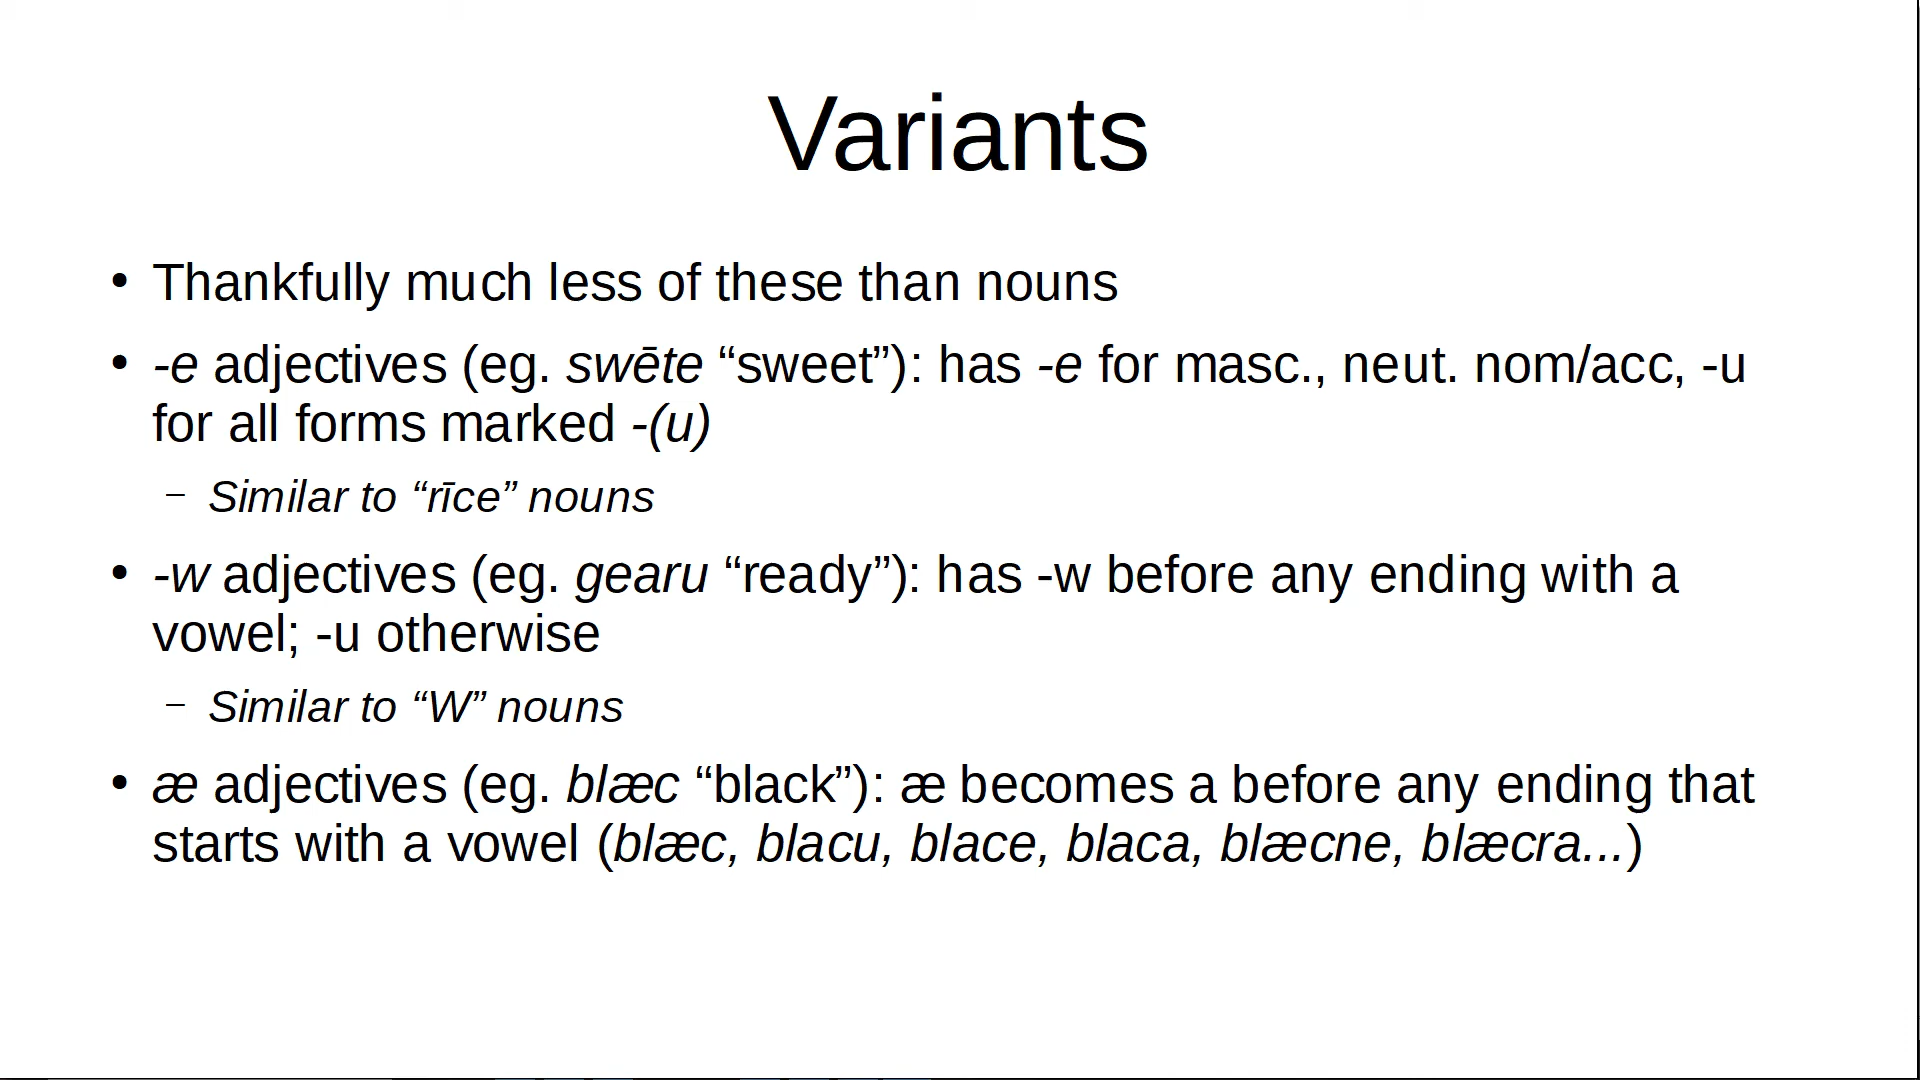 Variants
• Thankfully much less of these than nouns
• -e adjectives (eg. swēte “sweet”): has -e for masc., neut. nom/acc, -u
for all forms marked -(u)
– Similar to “rīce” nouns
• -w adjectives (eg. gearu “ready”): has -w before any ending with a
vowel; -u otherwise
– Similar to “W” nouns
• æ adjectives (eg. blæc “black”): æ becomes a before any ending that
starts with a vowel (blæc, blacu, blace, blaca, blæcne, blæcra...)